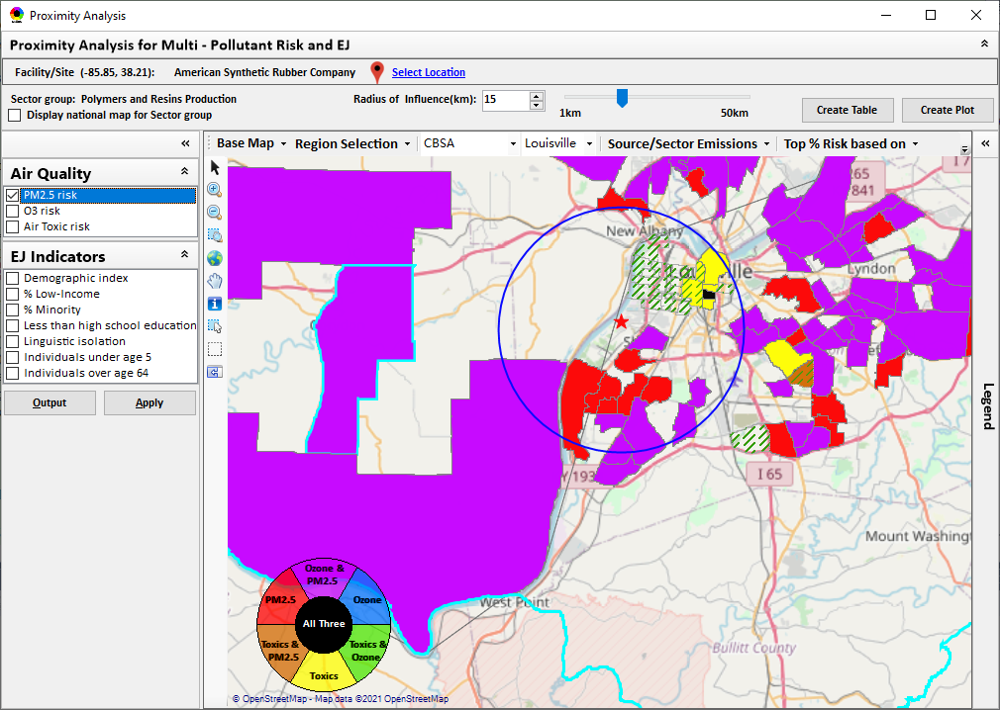 Proximity Analysis
Proximity Analysis for Multi - Pollutant Risk and EJ
Facility/Site (-85.85, 38.21): American Synthetic Rubber Company Select Location
Sector group: Polymers and Resins Production
Display national map for Sector group
Radius of Influence(km): 15
1km 50km
Create Table Create Plot
Base Map Region Selection CBSA Louisville Source/Sector Emissions Top % Risk based on
Air Quality
PM2.5 risk
O3 risk
Air Toxic risk
EJ Indicators
Demographic index
% Low-Income
% Minority
Less than high school education
Linguistic isolation
Individuals under age 5
Individuals over age 64
Output Apply
I 7
I 65
841
New Albany
Lyndon
Y 193
I 65
Mount Washingt
West Point
Bullitt County
Legend
Ozone &
PM2.5
PM2.5
Ozone
All Three
Toxics &
PM2.5
Toxics &
Ozone
Toxics
© OpenStreetMap - Map data ©2021 OpenStreetMap